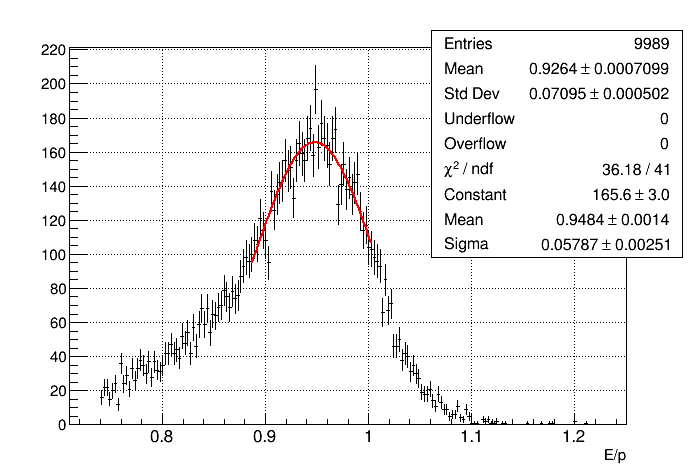 Entries 9989
Mean 0.9264 ± 0.0007099
Std Dev 0.07095 ± 0.000502
Underflow 0
Overflow 0
χ² / ndf 36.18 / 41
Constant 165.6 ± 3.0
Mean 0.9484 ± 0.0014
Sigma 0.05787 ± 0.00251
220
200
180
160
140
120
100
80
60
40
20
0
0.8 0.9 1 1.1 1.2
E/p